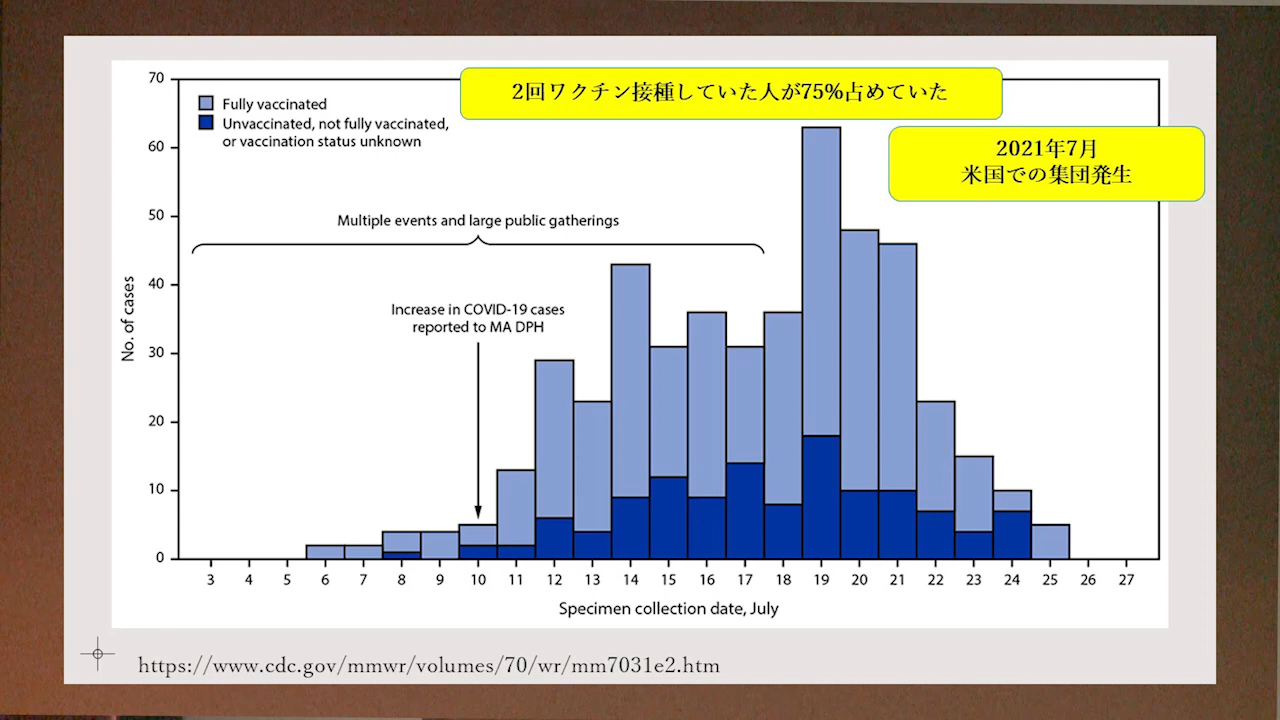 2回ワクチン接種していた人が75%占めていた
2021年7月
米国での集団発生
Fully vaccinated
Unvaccinated, not fully vaccinated,
or vaccination status unknown
Multiple events and large public gatherings
Increase in COVID-19 cases
reported to MA DPH
No. of cases
70
60
50
40
30
20
10
0
3 4 5 6 7 8 9 10 11 12 13 14 15 16 17 18 19 20 21 22 23 24 25 26 27
Specimen collection date, July
https://www.cdc.gov/mmwr/volumes/70/wr/mm7031e2.htm